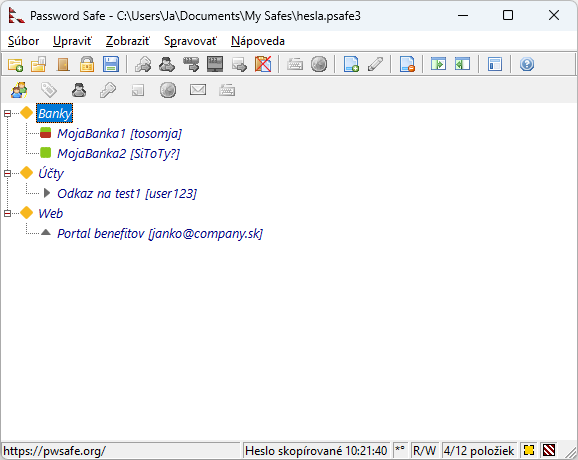 Password Safe - C:\Users\Ja\Documents\My Safes\hesla.psafe3
Súbor Upraviť Zobraziť Spravovať Nápoveda
Banky
MojaBanka1 [tosomja]
MojaBanka2 [SiToTy?]
Účty
Odkaz na test1 [user123]
Web
Portal benefitov [janko@company.sk]
https://pwsafe.org/ Heslo skopírované 10:21:40 *° R/W 4/12 položiek